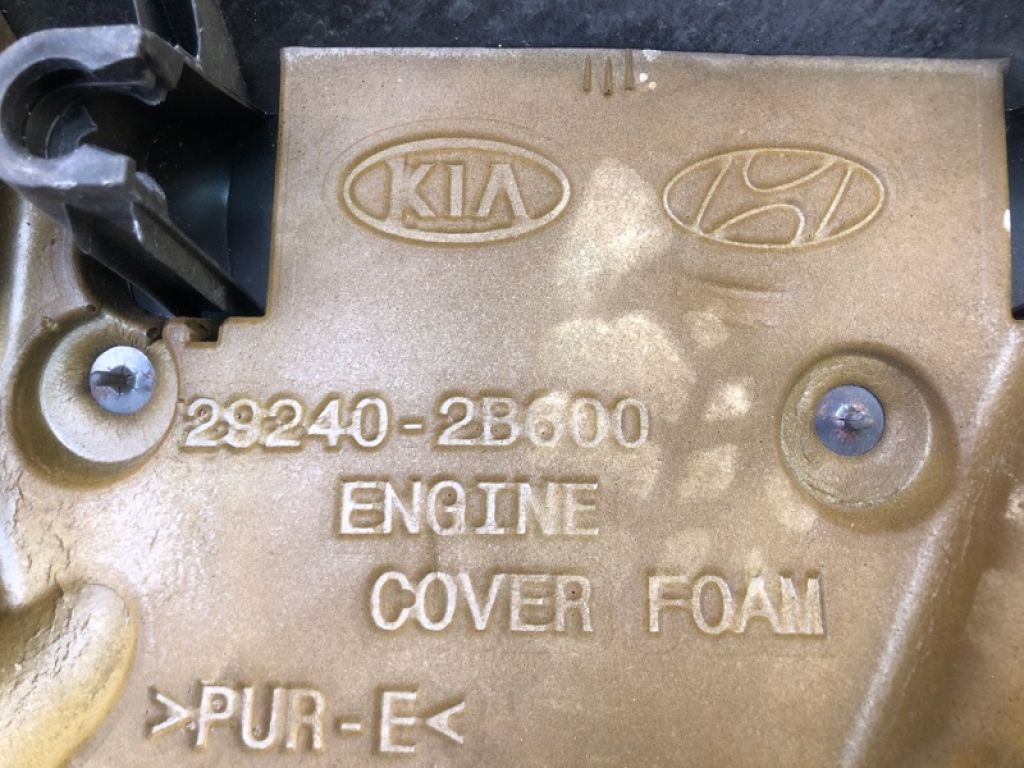 KIA
29240-2B600
ENGINE
COVER FOAM
>PUR-E<